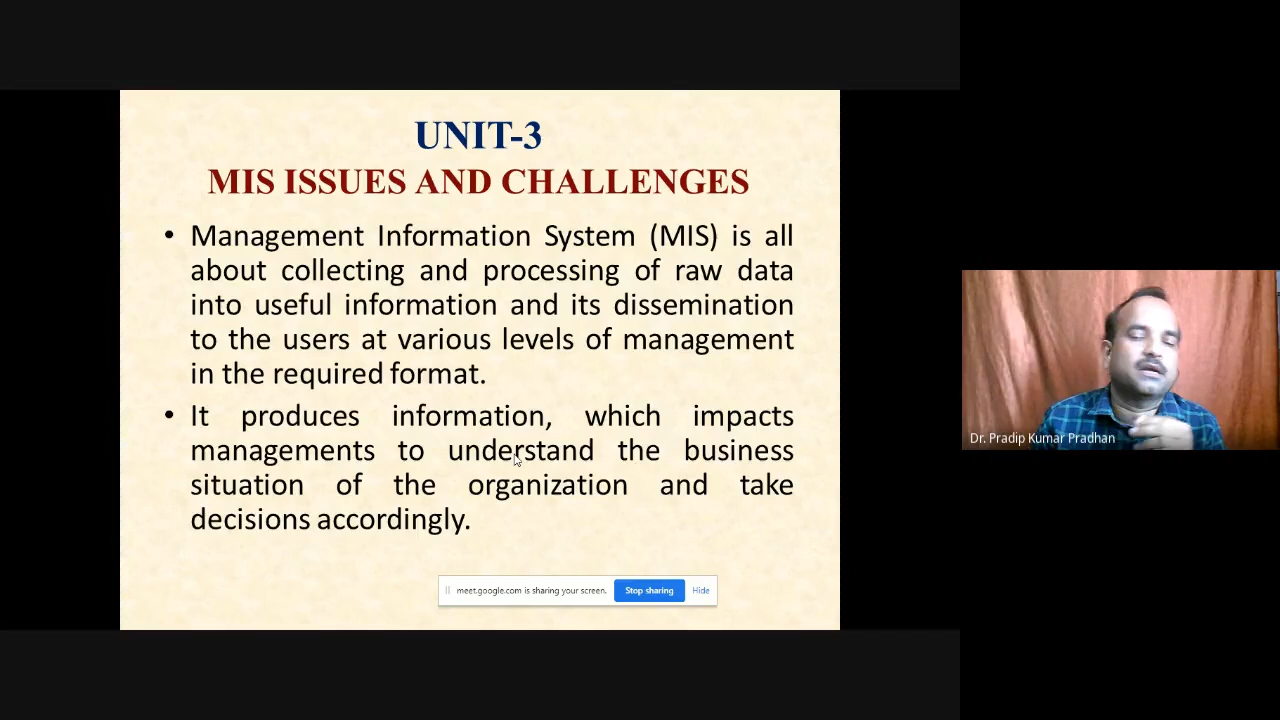 UNIT-3
MIS ISSUES AND CHALLENGES
• Management Information System (MIS) is all
about collecting and processing of raw data
into useful information and its dissemination
to the users at various levels of management
in the required format.
• It produces information, which impacts
managements to understand the business
situation of the organization and take
decisions accordingly.
meet.google.com is sharing your screen. Stop sharing Hide
Dr. Pradip Kumar Pradhan